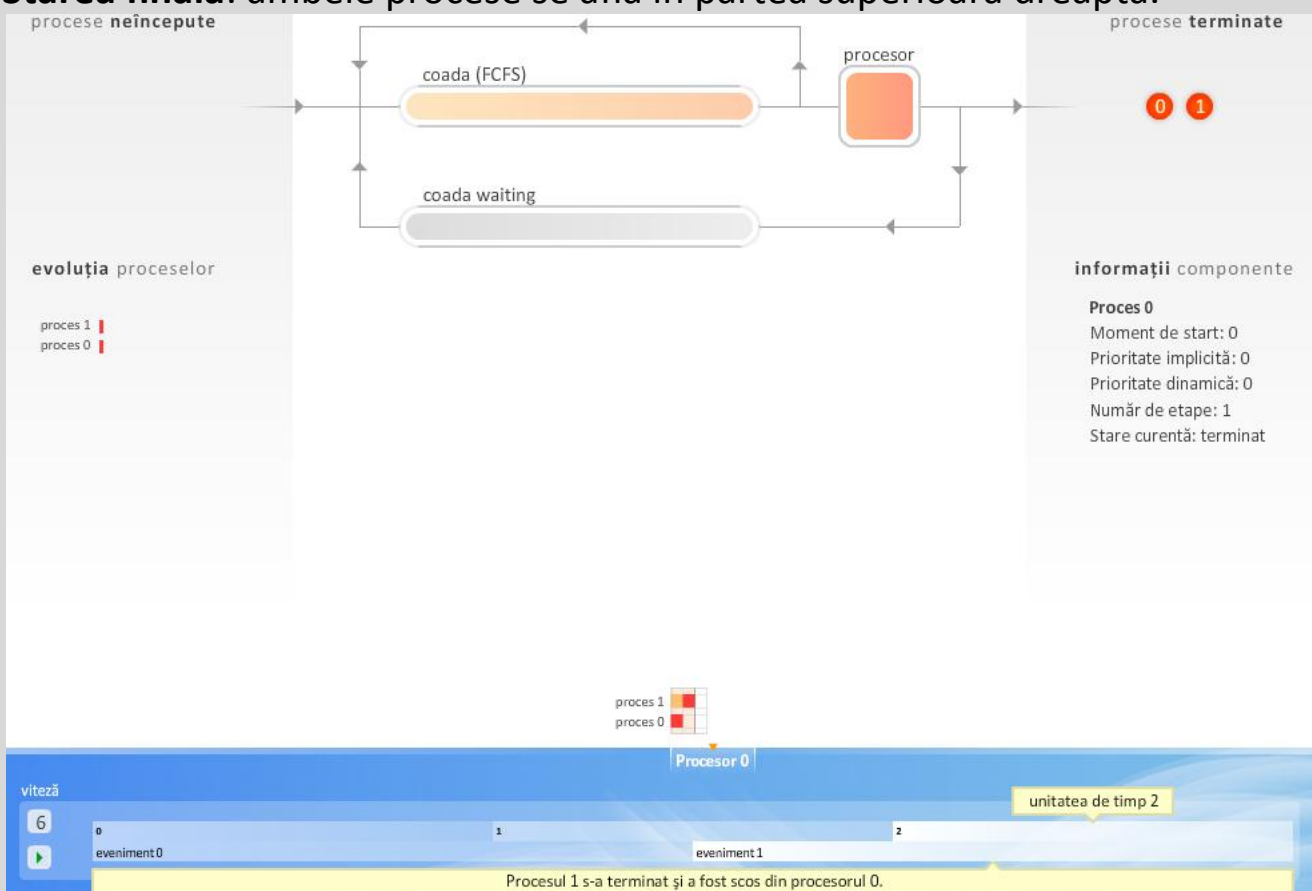 Starea finală: ambele procese se află în partea superioară dreaptă.
procese neîncepute
procese terminate
procesor
coada (FCFS)
0 1
coada waiting
evoluția proceselor
informații componente
Proces 0
proces 1
Moment de start: 0
proces 0
Prioritate implicită: 0
Prioritate dinamică: 0
Număr de etape: 1
Stare curentă: terminat
proces 1
proces 0
Procesor 0
viteză
unitatea de timp 2
6
0 1 2
eveniment 0 eveniment 1
Procesul 1 s-a terminat şi a fost scos din procesorul 0.